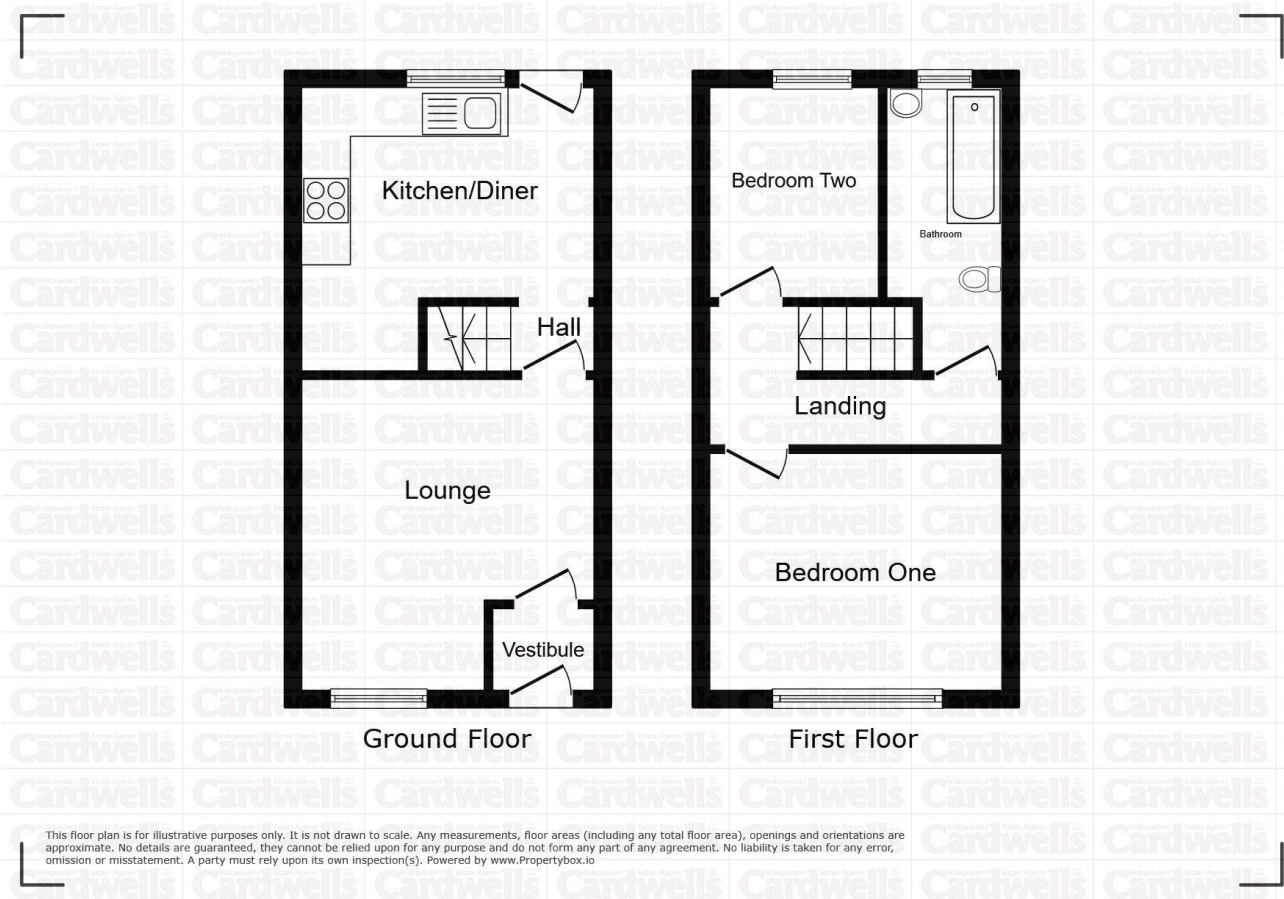 Kitchen/Diner
Hall
Lounge
Vestibule
Ground Floor
Bedroom Two
Bathroom
Landing
Bedroom One
First Floor
Cardwells
Independent Estate Agents
This floor plan is for illustrative purposes only. It is not drawn to scale. Any measurements, floor areas (including any total floor area), openings and orientations are
approximate. No details are guaranteed, they cannot be relied upon for any purpose and do not form any part of any agreement. No liability is taken for any error,
omission or misstatement. A party must rely upon its own inspection(s). Powered by www.Propertybox.io